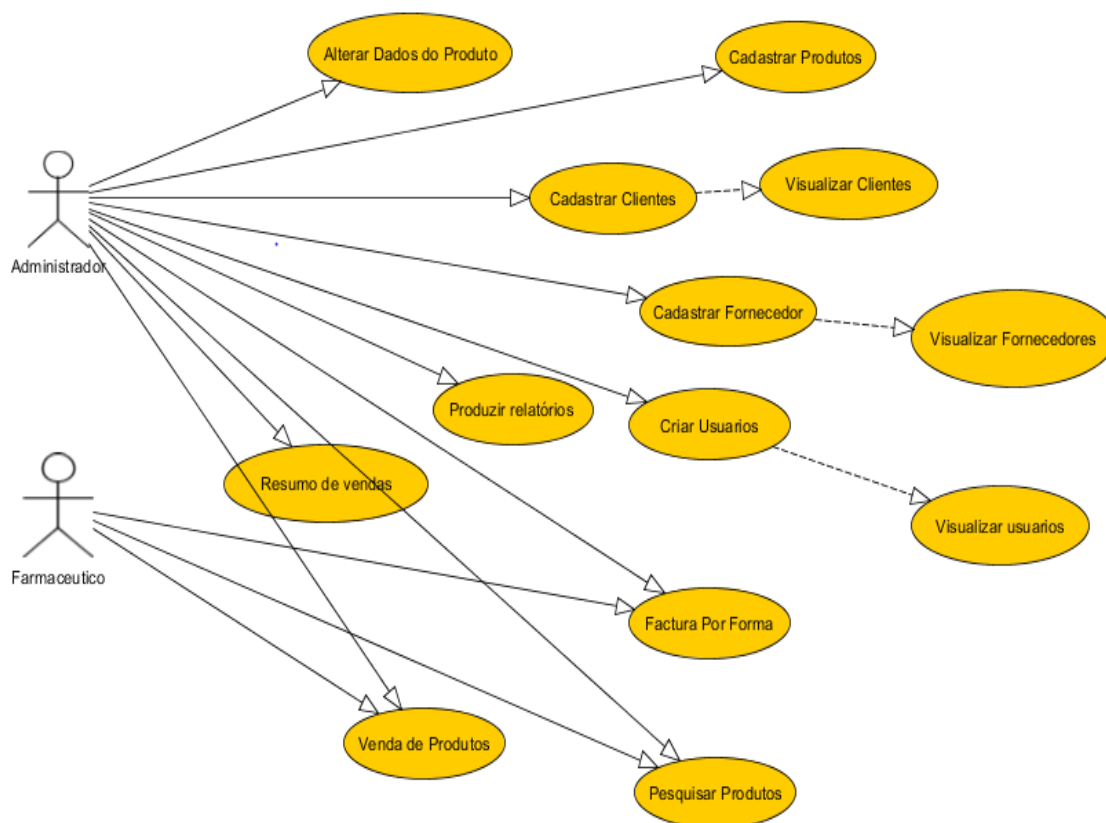 Alterar Dados do Produto
Cadastrar Produtos
Cadastrar Clientes
Visualizar Clientes
Administrador
Cadastrar Fornecedor
Visualizar Fornecedores
Produzir relatórios
Criar Usuarios
Resumo de vendas
Visualizar usuarios
Farmaceutico
Factura Por Forma
Venda de Produtos
Pesquisar Produtos